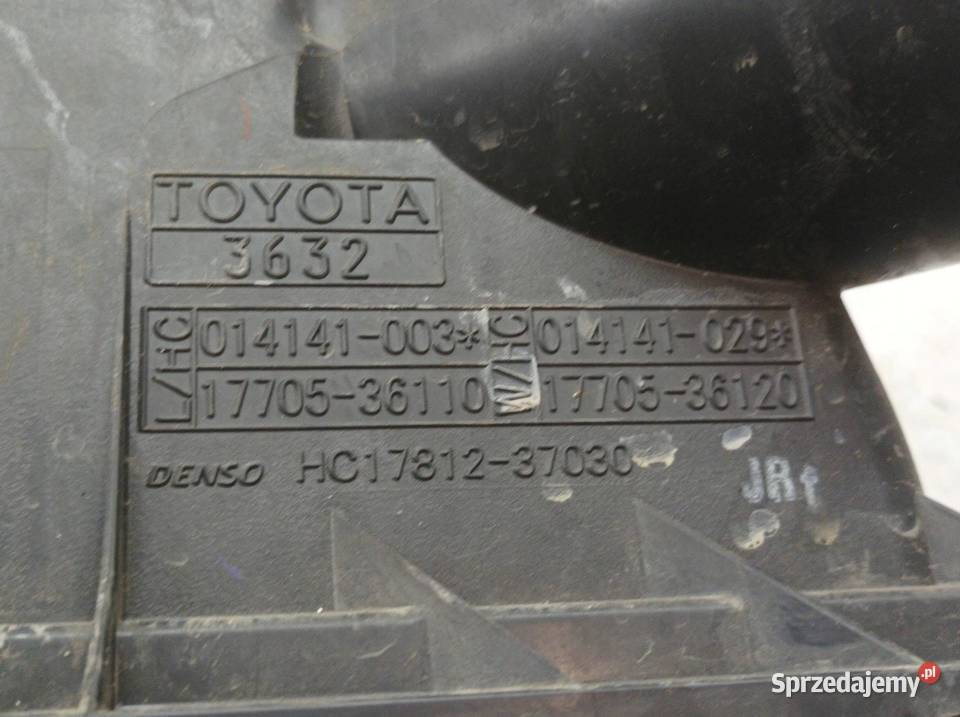 TOYOTA
3632
L/HC 014141-003* W/HC 014141-029*
17705-36110 17705-36120
DENSO HC17812-37030
JR
Sprzedajemy.pl